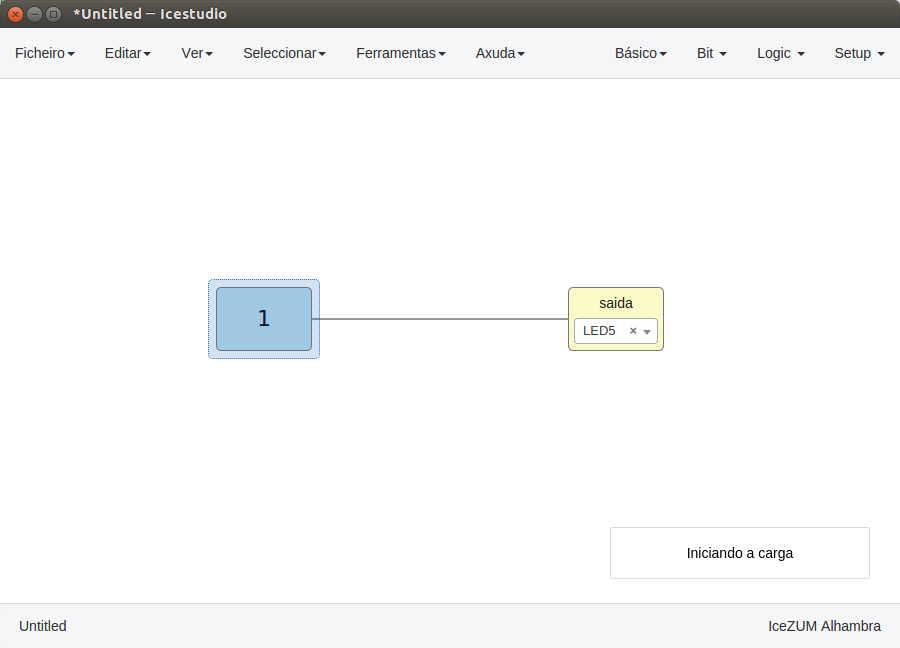 *Untitled – Icestudio
Ficheiro Editar Ver Seleccionar Ferramentas Axuda Básico Bit Logic Setup
1
saida
LED5
Iniciando a carga
Untitled
IceZUM Alhambra